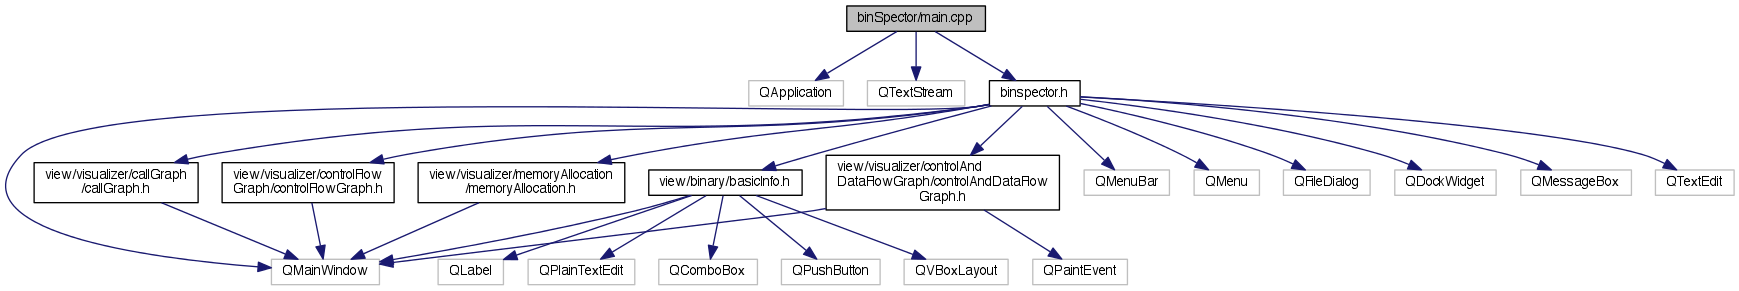 binSpector/main.cpp
QApplication
QTextStream
binspector.h
view/visualizer/callGraph
/callGraph.h
view/visualizer/controlFlow
Graph/controlFlowGraph.h
view/visualizer/memoryAllocation
/memoryAllocation.h
view/binary/basicInfo.h
view/visualizer/controlAnd
DataFlowGraph/controlAndDataFlow
Graph.h
QMenuBar
QMenu
QFileDialog
QDockWidget
QMessageBox
QTextEdit
QMainWindow
QLabel
QPlainTextEdit
QComboBox
QPushButton
QVBoxLayout
QPaintEvent